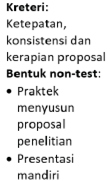 Kreteri:
Ketepatan,
konsistensi dan
kerapian proposal
Bentuk non-test:
• Praktek
menyusun
proposal
penelitian
• Presentasi
mandiri